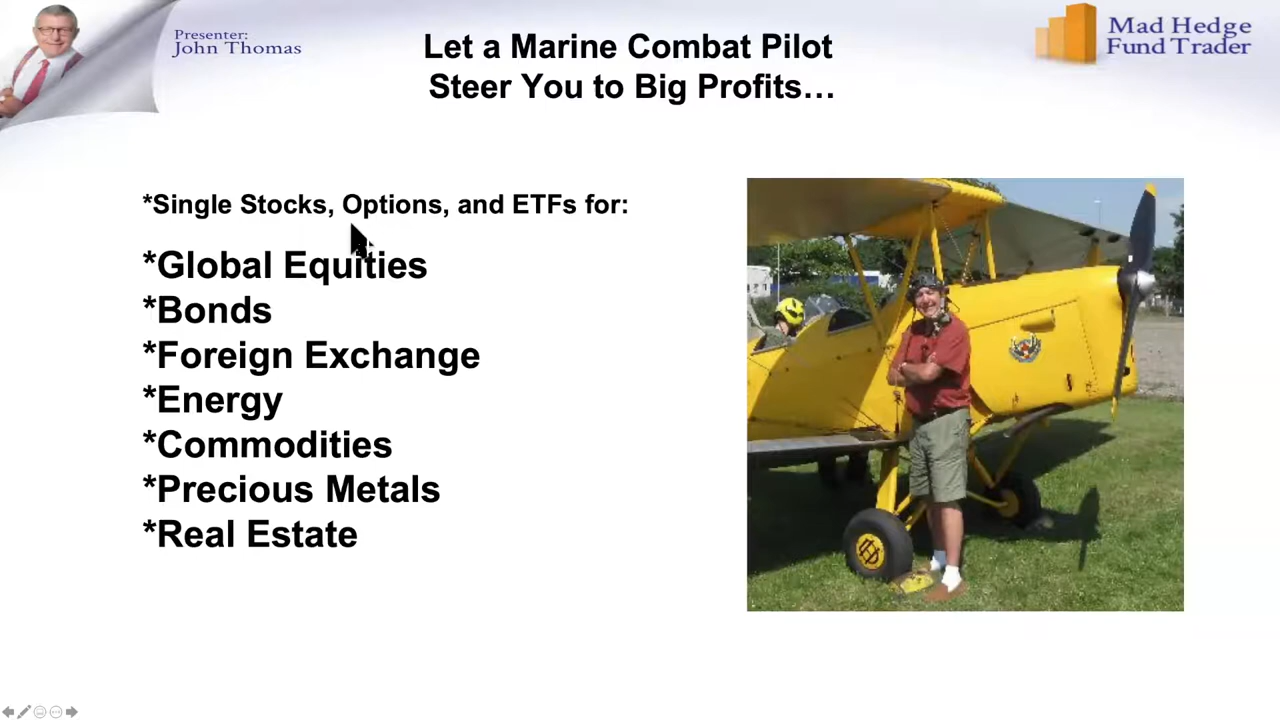 Presenter:
John Thomas
Let a Marine Combat Pilot
Steer You to Big Profits…
Mad Hedge
Fund Trader
*Single Stocks, Options, and ETFs for:
*Global Equities
*Bonds
*Foreign Exchange
*Energy
*Commodities
*Precious Metals
*Real Estate